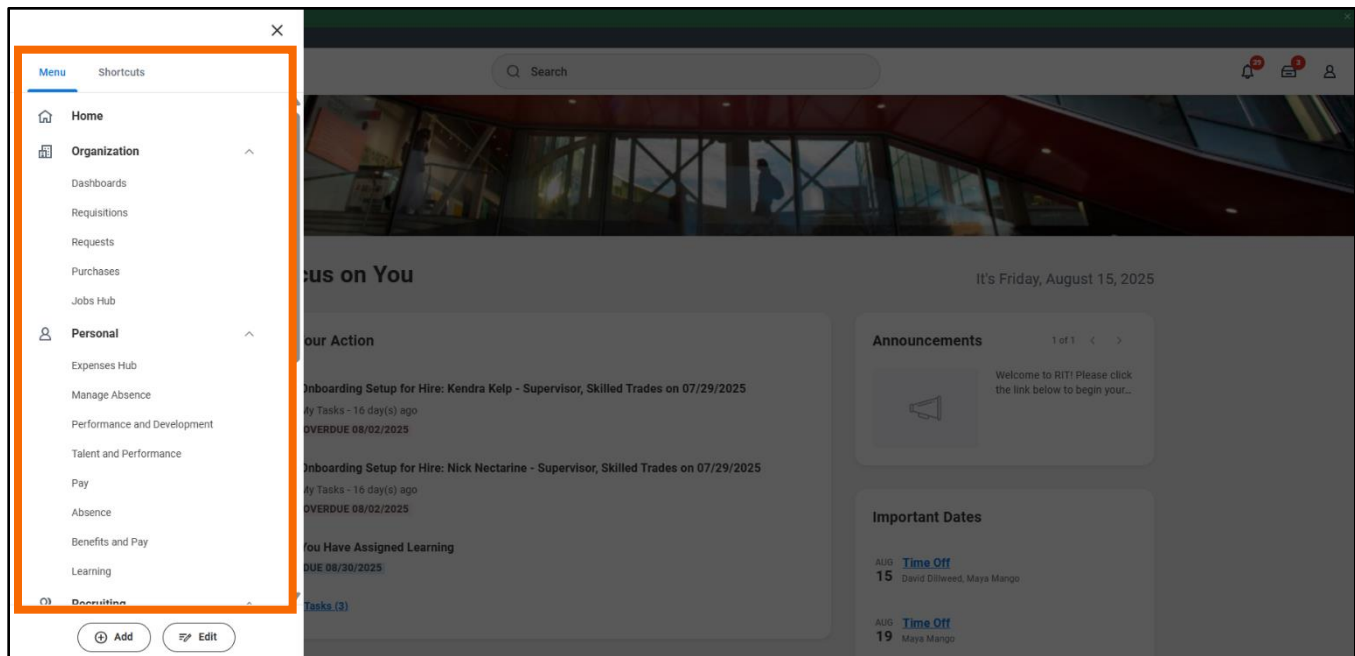 Menu Shortcuts
Home
Organization
Dashboards
Requisitions
Requests
Purchases
Jobs Hub
Personal
Expenses Hub
Manage Absence
Performance and Development
Talent and Performance
Pay
Absence
Benefits and Pay
Learning
Recruiting
Add Edit
Search
29 2
cus on You
It's Friday, August 15, 2025
our Action
Onboarding Setup for Hire: Kendra Kelp - Supervisor, Skilled Trades on 07/29/2025
My Tasks - 16 day(s) ago
OVERDUE 08/02/2025
Onboarding Setup for Hire: Nick Nectarine - Supervisor, Skilled Trades on 07/29/2025
My Tasks - 16 day(s) ago
OVERDUE 08/02/2025
You Have Assigned Learning
DUE 08/30/2025
Tasks (3)
Announcements 1 of 1
Welcome to RIT! Please click
the link below to begin your...
Important Dates
AUG Time Off
15 David Dillweed, Maya Mango
AUG Time Off
19 Maya Mango